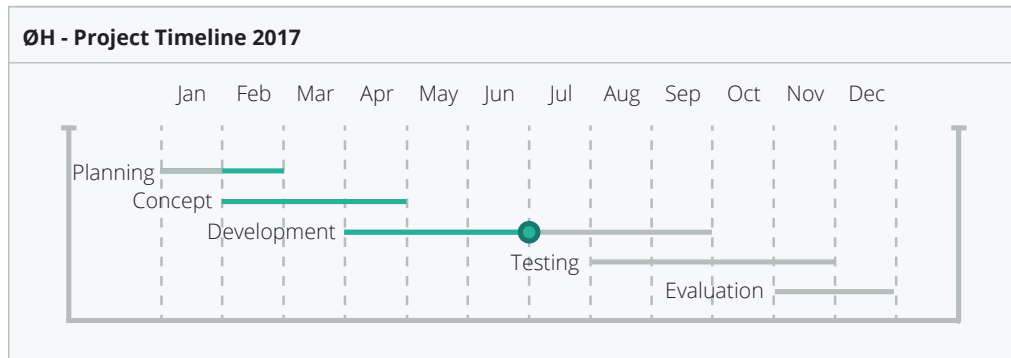 ØH - Project Timeline 2017
Jan Feb Mar Apr May Jun Jul Aug Sep Oct Nov Dec
Planning
Concept
Development
Testing
Evaluation